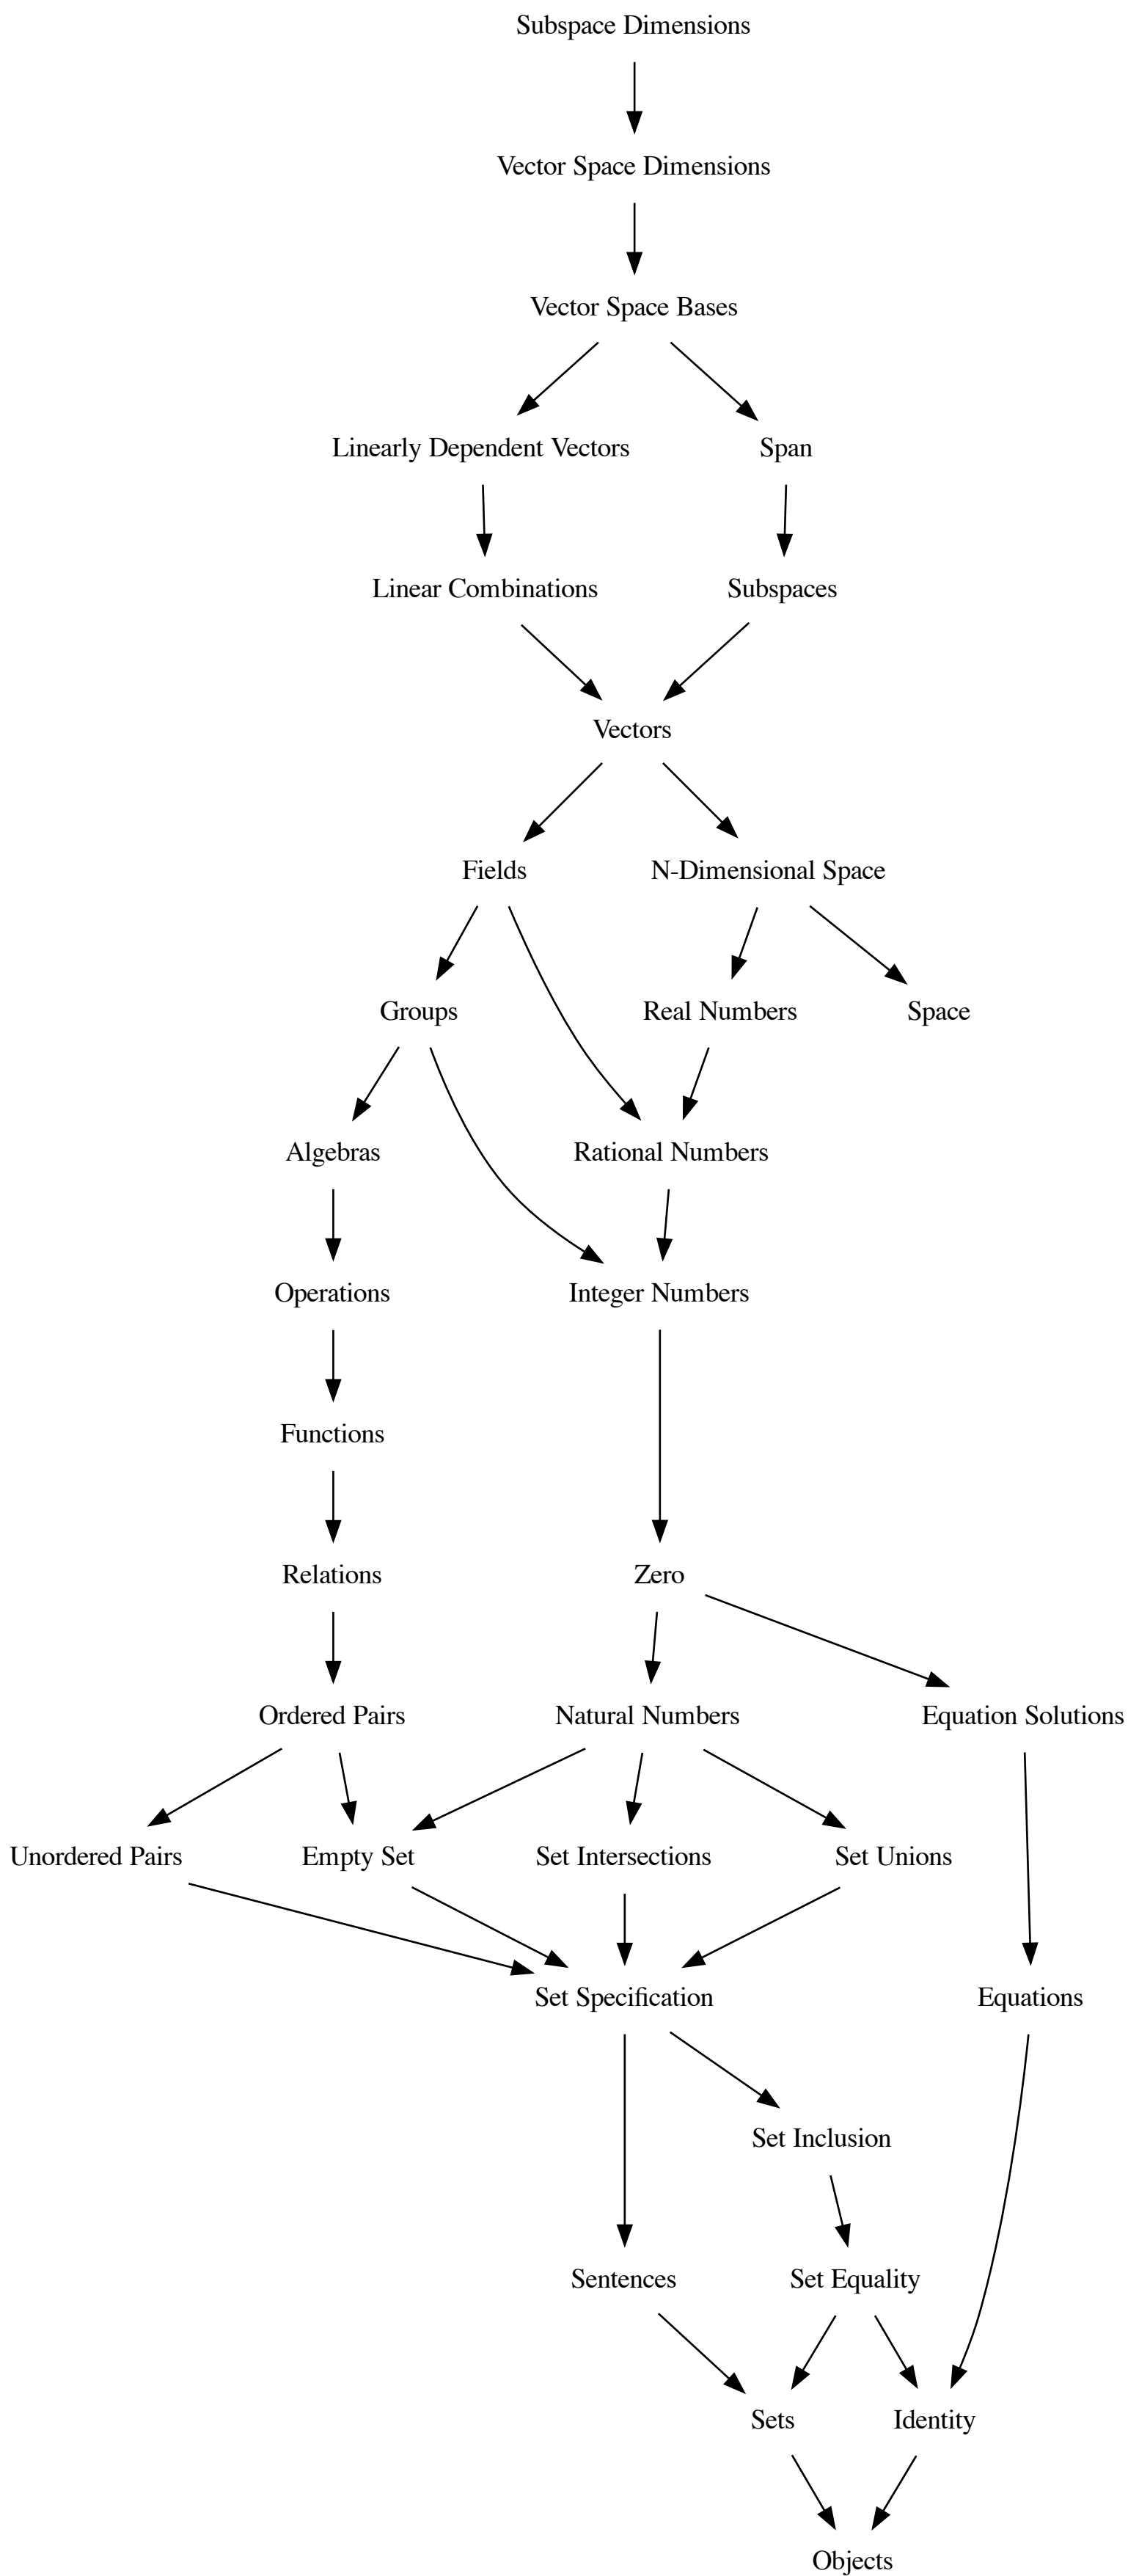 Subspace Dimensions
Vector Space Dimensions
Vector Space Bases
Linearly Dependent Vectors
Span
Linear Combinations
Subspaces
Vectors
Fields
N-Dimensional Space
Groups
Real Numbers
Space
Algebras
Rational Numbers
Operations
Integer Numbers
Functions
Relations
Zero
Ordered Pairs
Natural Numbers
Equation Solutions
Unordered Pairs
Empty Set
Set Intersections
Set Unions
Set Specification
Equations
Set Inclusion
Sentences
Set Equality
Sets
Identity
Objects